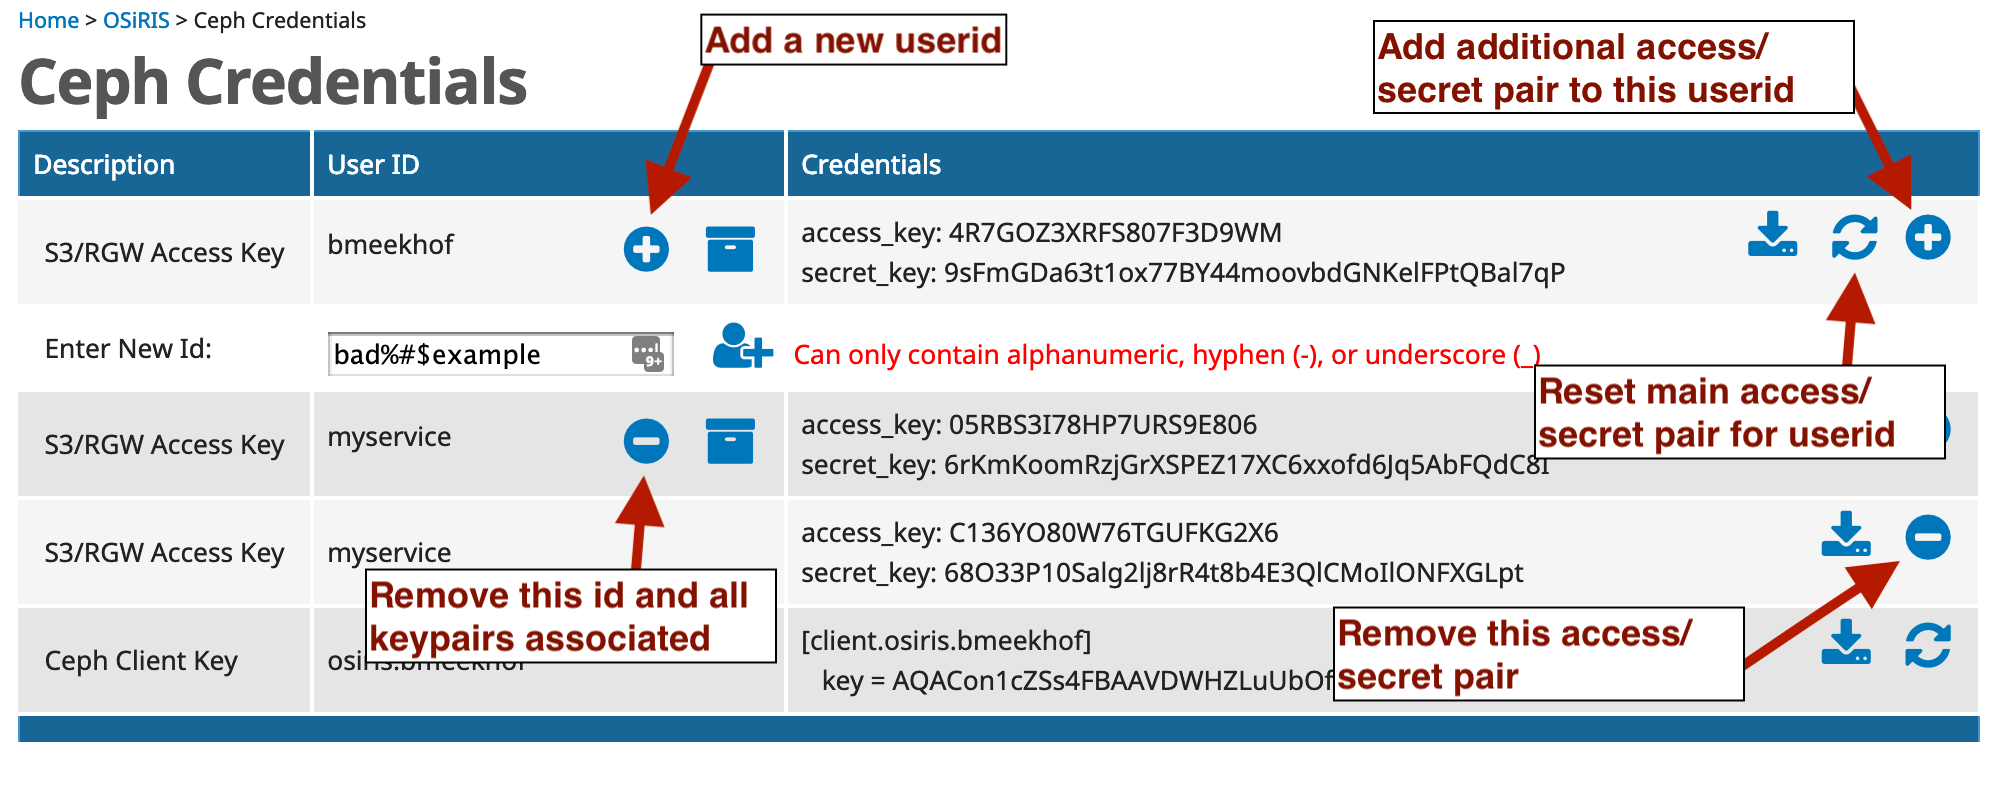 Home > OSiRIS > Ceph Credentials
Add a new userid
Add additional access/
secret pair to this userid
Ceph Credentials
Description User ID Credentials
S3/RGW Access Key bmeekhof access_key: 4R7GOZ3XRFS807F3D9WM
secret_key: 9sFmGDa63t1ox77BY44moovbdGNKelFPtQBal7qP
Enter New Id: bad%#$example 9+ Can only contain alphanumeric, hyphen (-), or underscore (_)
Reset main access/
secret pair for userid
S3/RGW Access Key myservice access_key: 05RBS3I78HP7URS9E806
secret_key: 6rKmKoomRzjGrXSPEZ17XC6xxofd6Jq5AbFQdC8I
S3/RGW Access Key myservice access_key: C136YO80W76TGUFKG2X6
secret_key: 68O33P10Salg2lj8rR4t8b4E3QlCMoIlONFXGLpt
Remove this id and all
keypairs associated
Remove this access/
secret pair
Ceph Client Key osiris.bmeekhof [client.osiris.bmeekhof]
key = AQACon1cZSs4FBAAVDWHZLuUbOf